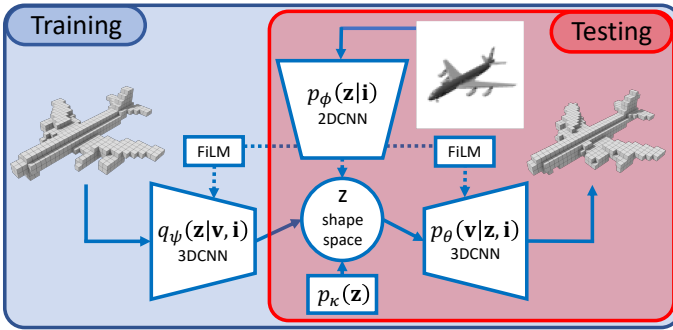 Training
Testing
pϕ(z|i)
2DCNN
FiLM
FiLM
z
shape
space
qψ(z|v, i)
3DCNN
pθ(v|z, i)
3DCNN
pκ(z)